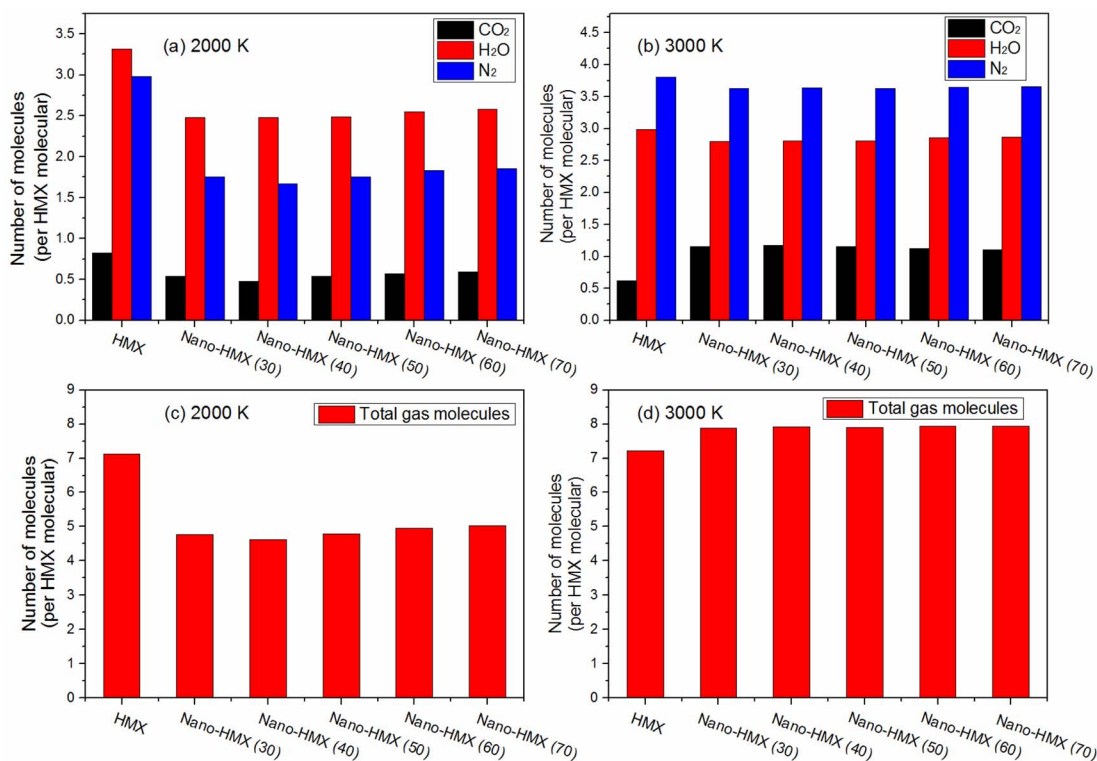 (a) 2000 K
CO₂
H₂O
N₂
Number of molecules
(per HMX molecular)
3.5
3.0
2.5
2.0
1.5
1.0
0.5
0.0
HMX
Nano-HMX (30)
Nano-HMX (40)
Nano-HMX (50)
Nano-HMX (60)
Nano-HMX (70)
(b) 3000 K
CO₂
H₂O
N₂
Number of molecules
(per HMX molecular)
4.5
4.0
3.5
3.0
2.5
2.0
1.5
1.0
0.5
0.0
HMX
Nano-HMX (30)
Nano-HMX (40)
Nano-HMX (50)
Nano-HMX (60)
Nano-HMX (70)
(c) 2000 K
Total gas molecules
Number of molecules
(per HMX molecular)
9
8
7
6
5
4
3
2
1
0
HMX
Nano-HMX (30)
Nano-HMX (40)
Nano-HMX (50)
Nano-HMX (60)
Nano-HMX (70)
(d) 3000 K
Total gas molecules
Number of molecules
(per HMX molecular)
9
8
7
6
5
4
3
2
1
0
HMX
Nano-HMX (30)
Nano-HMX (40)
Nano-HMX (50)
Nano-HMX (60)
Nano-HMX (70)